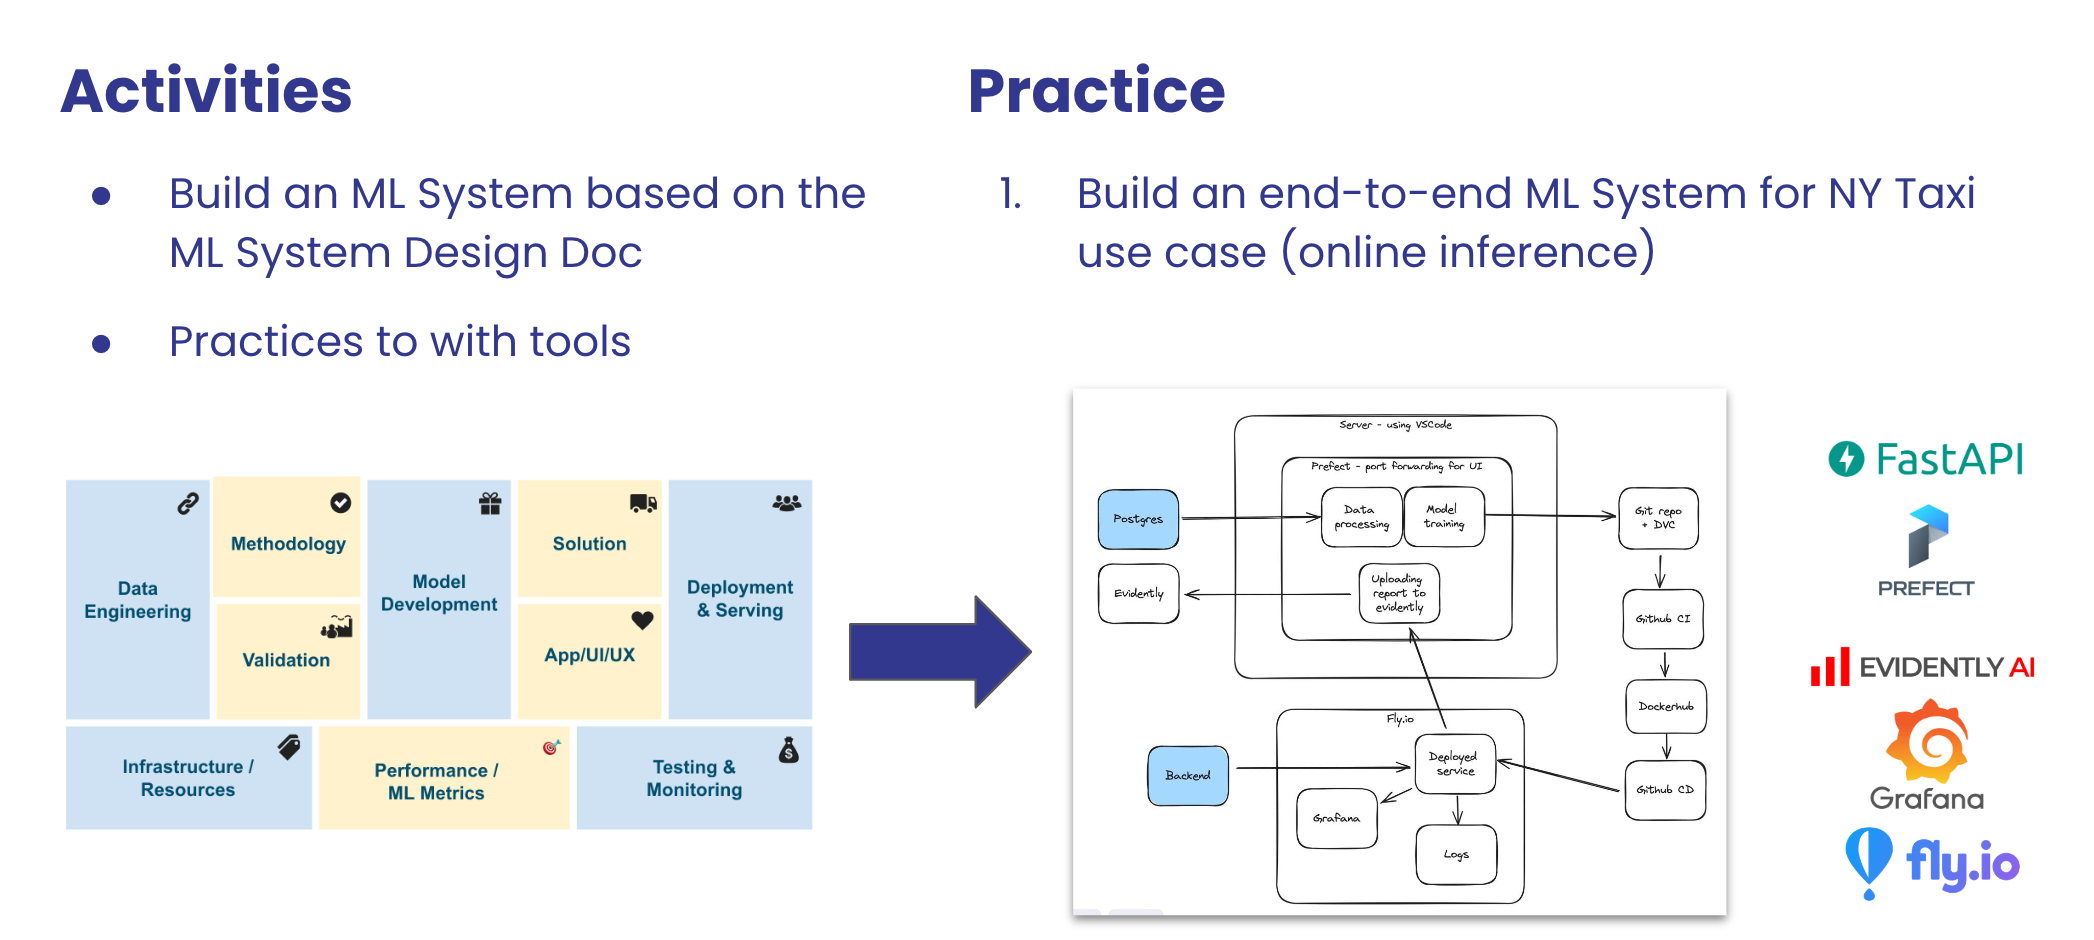 Activities
● Build an ML System based on the
ML System Design Doc
● Practices to with tools
Data
Engineering
Methodology
Validation
Model
Development
Solution
App/UI/UX
Deployment
& Serving
Infrastructure /
Resources
Performance /
ML Metrics
Testing &
Monitoring
$
Practice
1. Build an end-to-end ML System for NY Taxi
use case (online inference)
Server - using VSCode
Prefect - port forwarding for UI
Postgres
Data
processing
Model
training
Git repo
+ DVC
Evidently
Uploading
report to
evidently
Github CI
Dockerhub
Fly.io
Backend
Deployed
service
Github CD
Grafana
Logs
FastAPI
PREFECT
EVIDENTLY AI
Grafana
fly.io